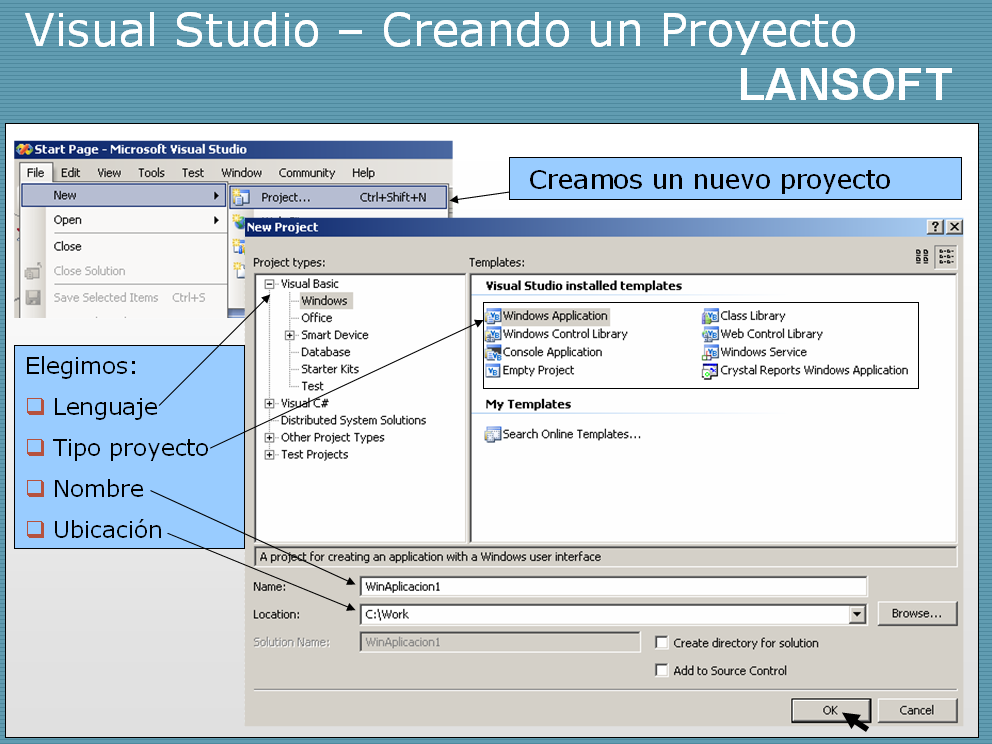 Visual Studio – Creando un Proyecto
LANSOFT
Start Page - Microsoft Visual Studio
File Edit View Tools Test Window Community Help
New
Project... Ctrl+Shift+N
Open
Close
Close Solution
Save Selected Items Ctrl+S
Creamos un nuevo proyecto
Elegimos:
Lenguaje
Tipo proyecto
Nombre
Ubicación
New Project
Project types:
Visual Basic
Windows
Office
Smart Device
Database
Starter Kits
Test
Visual C#
Distributed System Solutions
Other Project Types
Test Projects
Templates:
Visual Studio installed templates
Windows Application
Windows Control Library
Console Application
Empty Project
Class Library
Web Control Library
Windows Service
Crystal Reports Windows Application
My Templates
Search Online Templates...
A project for creating an application with a Windows user interface
Name: WinAplicacion1
Location: C:\Work Browse...
Solution Name: WinAplicacion1 Create directory for solution
Add to Source Control
OK Cancel